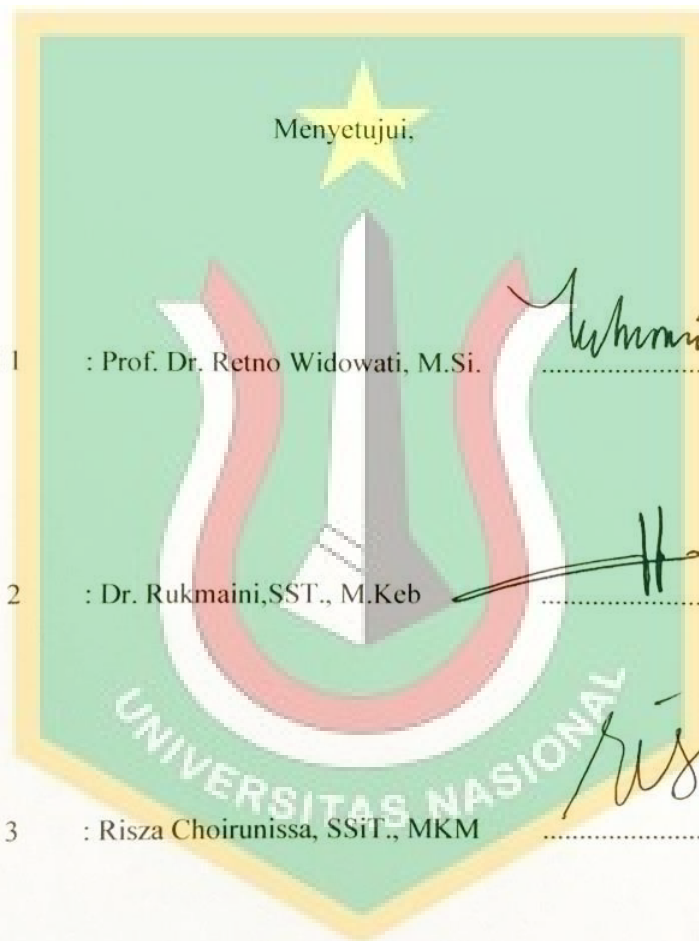 Menyetujui,
1 : Prof. Dr. Retno Widowati, M.Si. ....................
2 : Dr. Rukmaini,SST., M.Keb ....................
UNIVERSITAS NASIONAL
3 : Risza Choirunissa, SSiT., MKM ....................